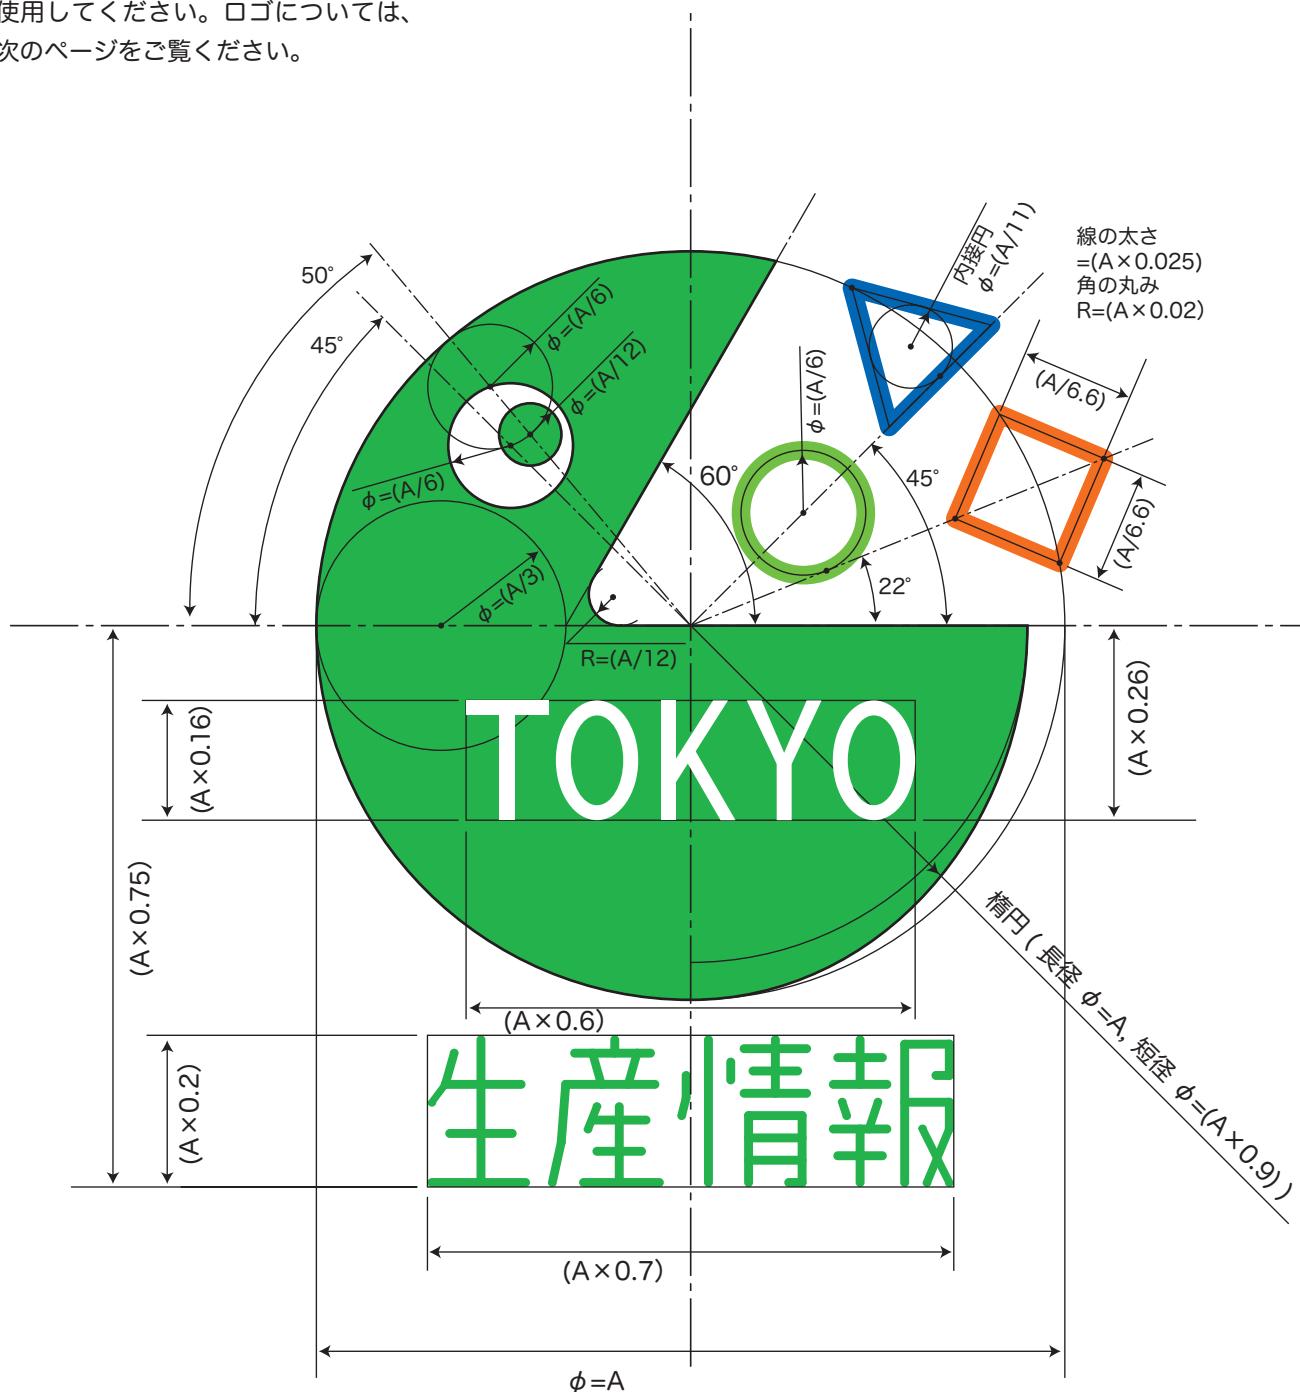 使用してください。ロゴについては、
次のページをご覧ください。
線の太さ
=(A×0.025)
角の丸み
R=(A×0.02)
内接円
φ=(A/11)
50°
45°
φ=(A/6)
φ=(A/12)
φ=(A/6)
φ=(A/3)
R=(A/12)
60°
φ=(A/6)
45°
22°
(A/6.6)
(A/6.6)
(A×0.26)
(A×0.16)
TOKYO
(A×0.75)
(A×0.6)
楕円(長径 φ=A, 短径 φ=(A×0.9))
(A×0.2)
生産情報
(A×0.7)
φ=A